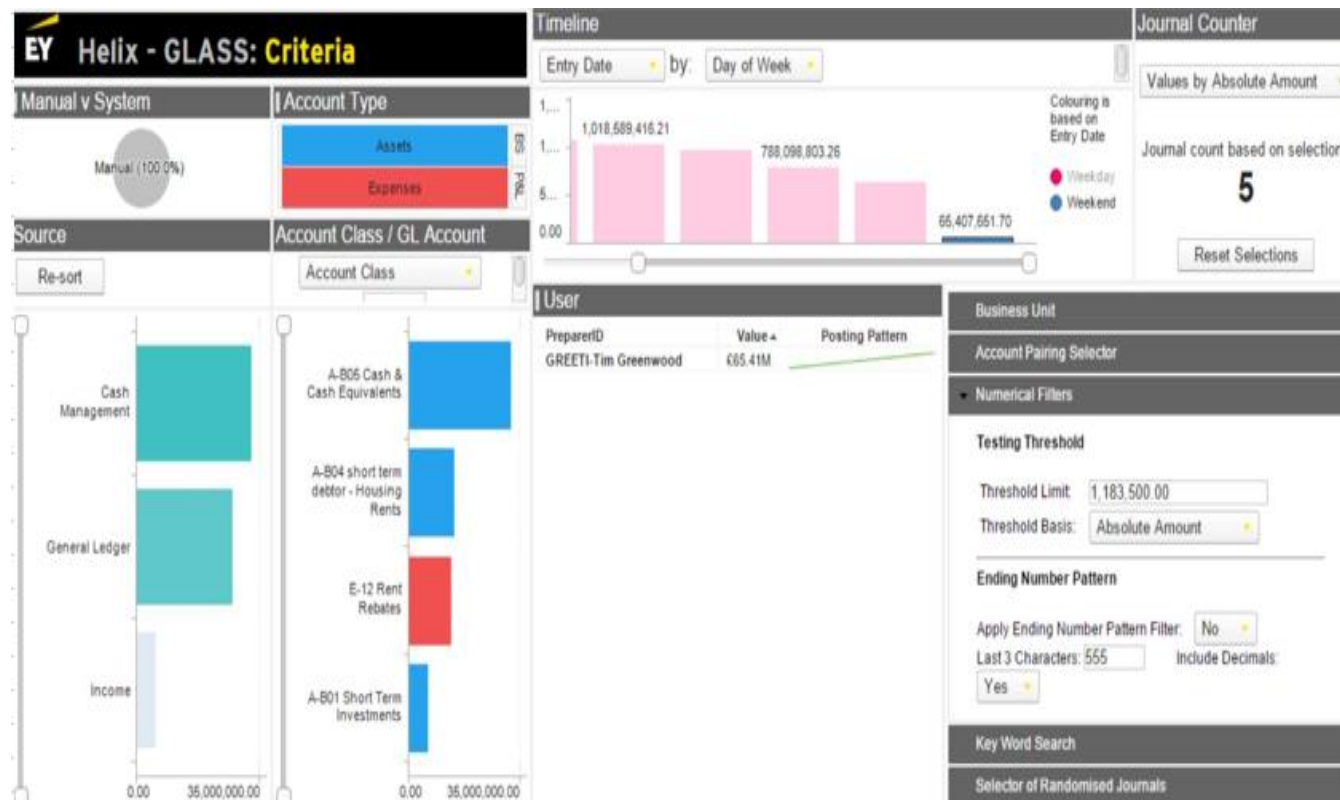 EY Helix - GLASS: Criteria
Manual v System
Manual (100.0%)
Account Type
Assets
Expenses
BS
P&L
Source
Re-sort
Cash
Management
General Ledger
Income
0.00 35,000,000.00
Account Class / GL Account
Account Class
A-B05 Cash &
Cash Equivalents
A-B04 short term
debtor - Housing
Rents
E-12 Rent
Rebates
A-B01 Short Term
Investments
0.00 35,000,000.00
Timeline
Entry Date by: Day of Week
1,...
1,...
5,...
0.00
1,018,589,416.21
788,098,803.26
65,407,651.70
Colouring is
based on
Entry Date
Weekday
Weekend
Journal Counter
Values by Absolute Amount
Journal count based on selection
5
Reset Selections
User
PreparerID Value Posting Pattern
GREETI-Tim Greenwood £65.41M
Business Unit
Account Pairing Selector
Numerical Filters
Testing Threshold
Threshold Limit: 1,183,500.00
Threshold Basis: Absolute Amount
Ending Number Pattern
Apply Ending Number Pattern Filter: No
Last 3 Characters: 555 Include Decimals:
Yes
Key Word Search
Selector of Randomised Journals